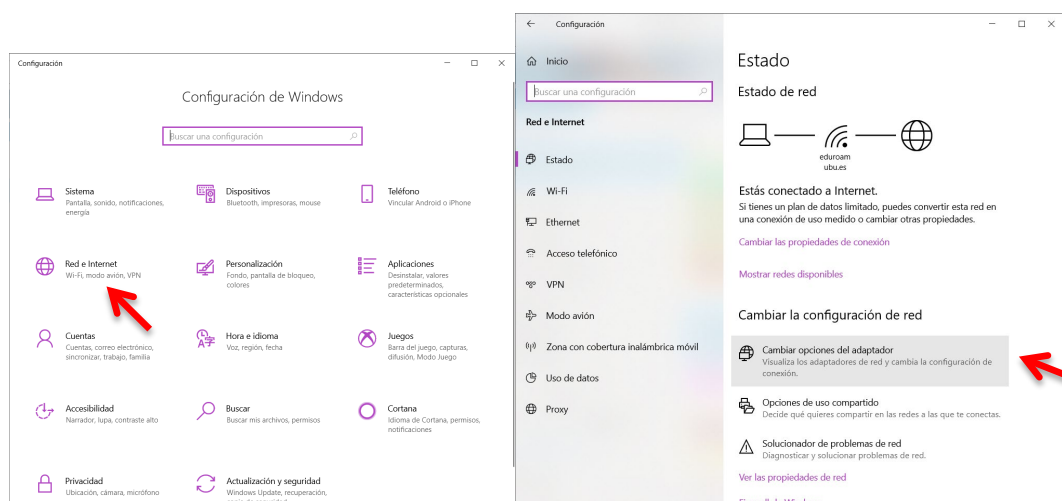 Configuración
Configuración de Windows
Buscar una configuración
Sistema
Pantalla, sonido, notificaciones,
energía
Dispositivos
Bluetooth, impresoras, mouse
Teléfono
Vincular Android o iPhone
Red e Internet
Wi-Fi, modo avión, VPN
Personalización
Fondo, pantalla de bloqueo,
colores
Aplicaciones
Desinstalar, valores
predeterminados,
características opcionales
Cuentas
Cuentas, correo electrónico,
sincronizar, trabajo, familia
Hora e idioma
Voz, región, fecha
Juegos
Barra del juego, capturas,
difusión, Modo Juego
Accesibilidad
Narrador, lupa, contraste alto
Buscar
Buscar mis archivos, permisos
Cortana
Idioma de Cortana, permisos,
notificaciones
Privacidad
Ubicación, cámara, micrófono
Actualización y seguridad
Windows Update, recuperación,
Configuración
Inicio
Buscar una configuración
Red e Internet
Estado
Wi-Fi
Ethernet
Acceso telefónico
VPN
Modo avión
Zona con cobertura inalámbrica móvil
Uso de datos
Proxy
Estado
Estado de red
eduroam
ubu.es
Estás conectado a Internet.
Si tienes un plan de datos limitado, puedes convertir esta red en
una conexión de uso medido o cambiar otras propiedades.
Cambiar las propiedades de conexión
Mostrar redes disponibles
Cambiar la configuración de red
Cambiar opciones del adaptador
Visualiza los adaptadores de red y cambia la configuración de
conexión.
Opciones de uso compartido
Decide qué quieres compartir en las redes a las que te conectas.
Solucionador de problemas de red
Diagnosticar y solucionar problemas de red.
Ver las propiedades de red